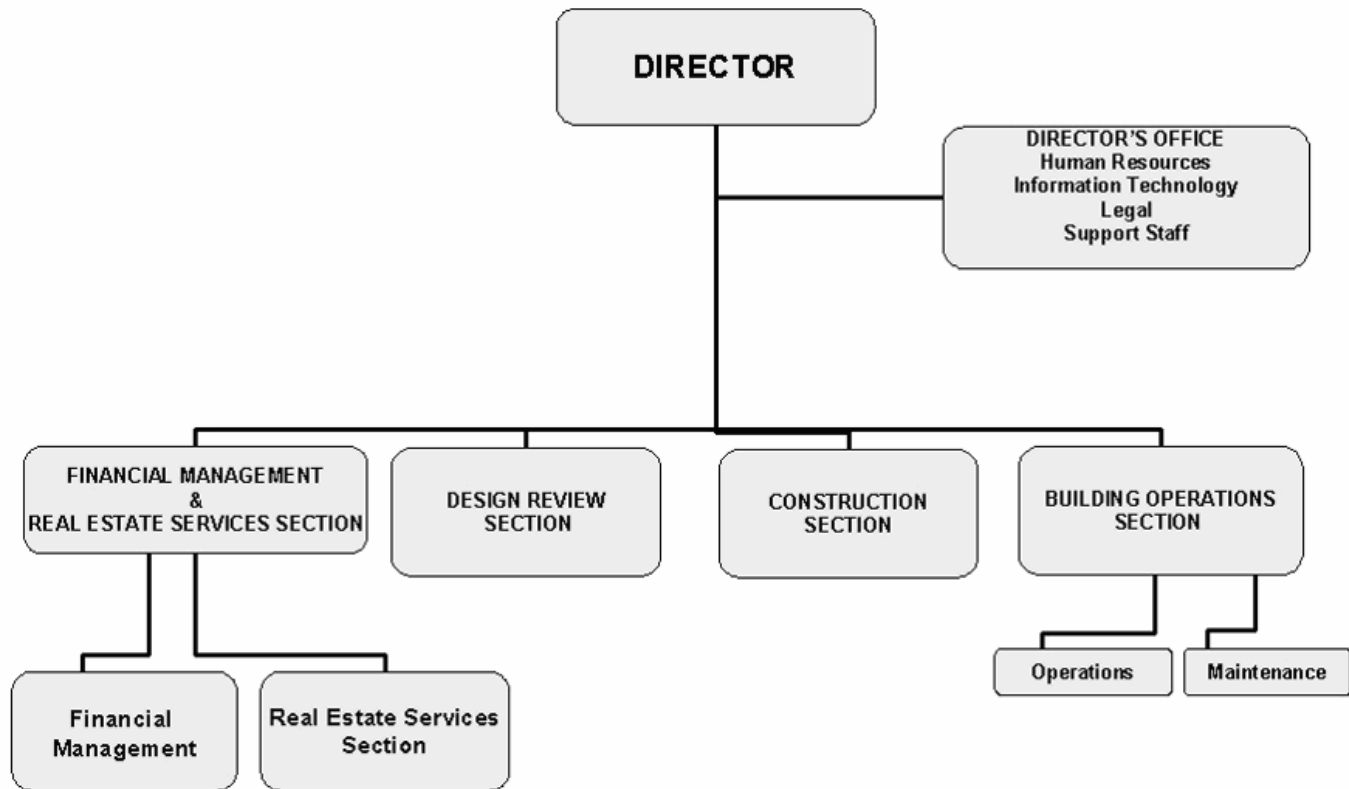 DIRECTOR
DIRECTOR'S OFFICE
Human Resources
Information Technology
Legal
Support Staff
FINANCIAL MANAGEMENT
&
REAL ESTATE SERVICES SECTION
DESIGN REVIEW
SECTION
CONSTRUCTION
SECTION
BUILDING OPERATIONS
SECTION
Financial
Management
Real Estate Services
Section
Operations
Maintenance